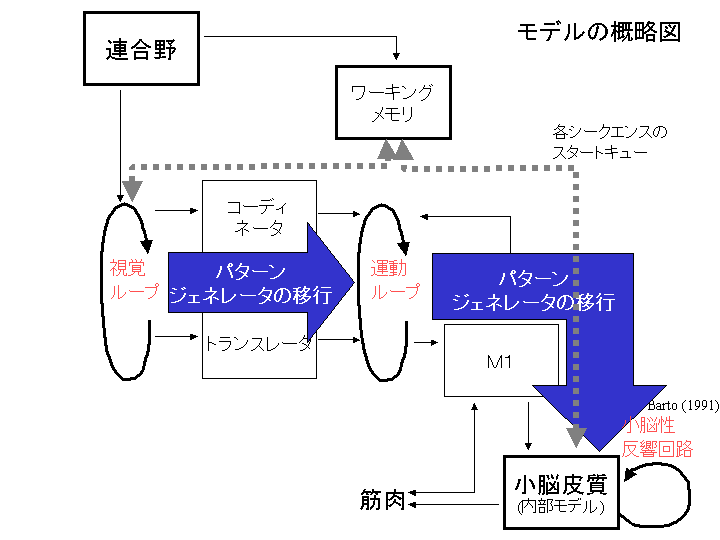 モデルの概略図
連合野
ワーキング
メモリ
各シークエンスの
スタートキュー
コーディ
ネータ
視覚
ループ
パターン
ジェネレータの移行
運動
ループ
パターン
ジェネレータの移行
トランスレータ
M1
Barto (1991)
小脳性
反響回路
小脳皮質
(内部モデル)
筋肉